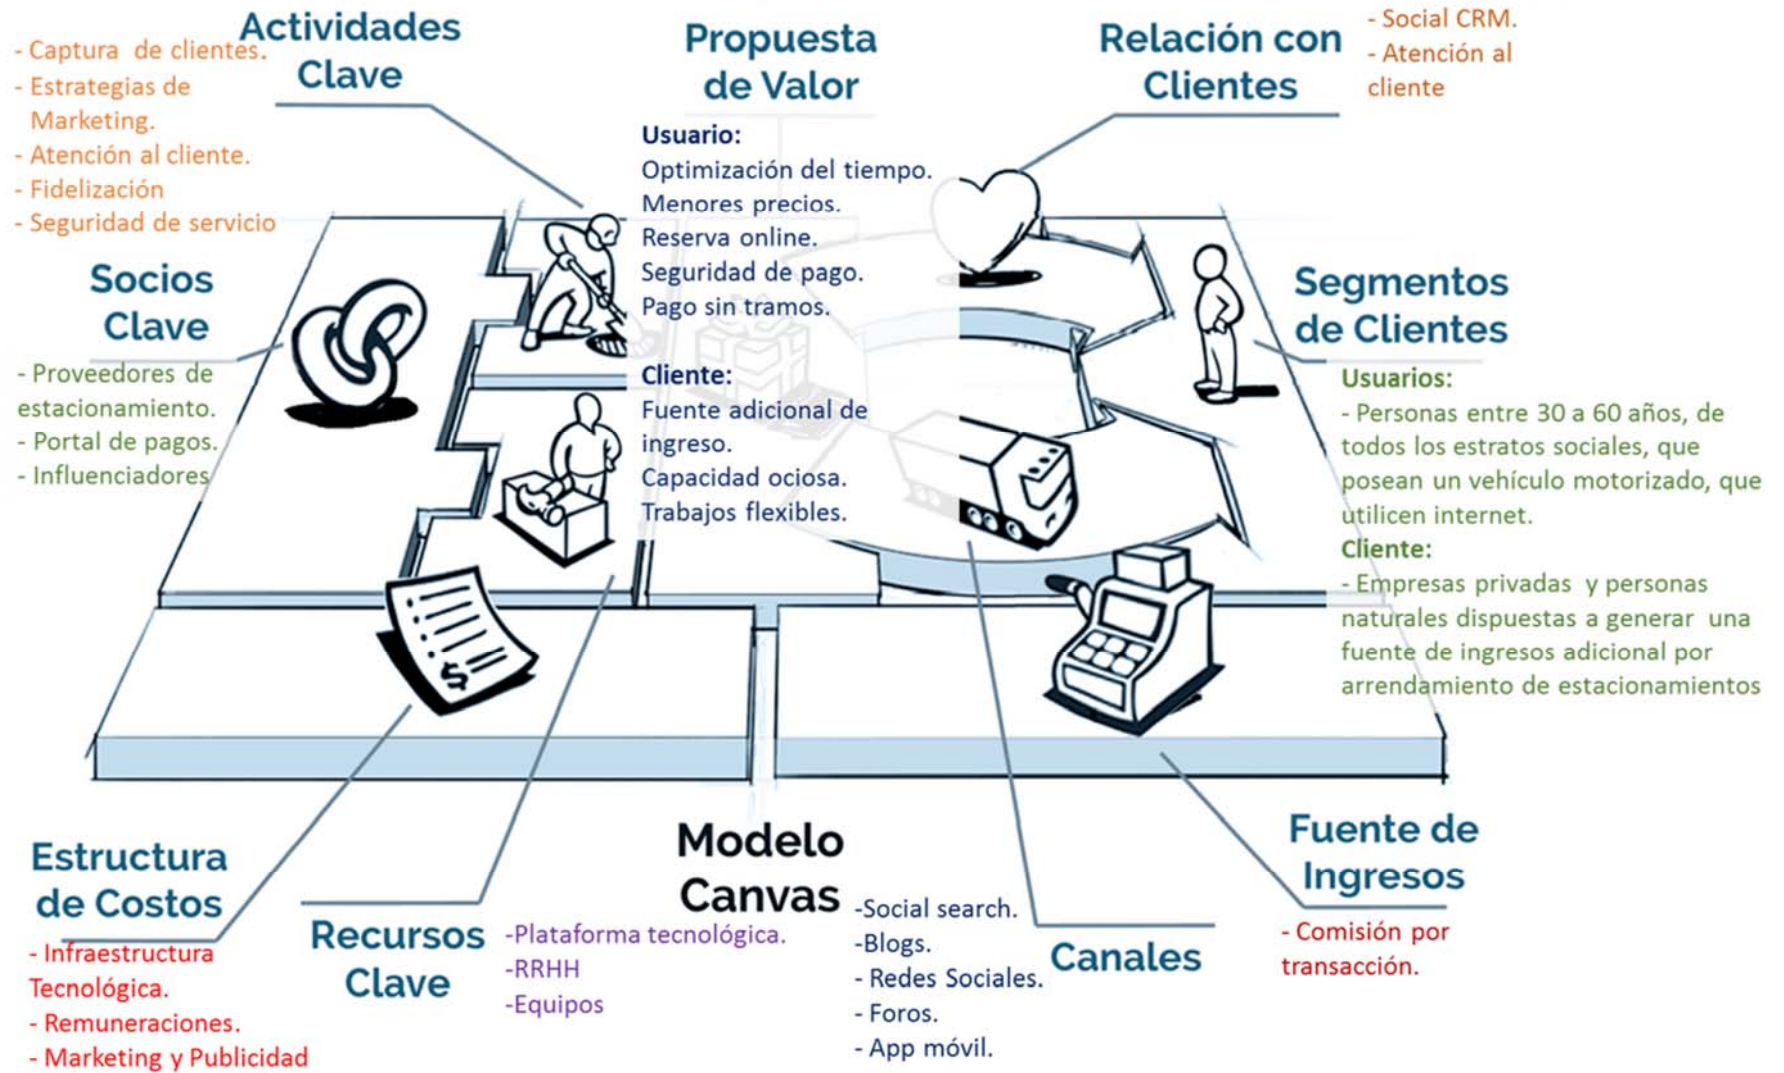 Actividades
Clave
- Captura de clientes.
- Estrategias de
Marketing.
- Atención al cliente.
- Fidelización
- Seguridad de servicio
Propuesta
de Valor
Usuario:
Optimización del tiempo.
Menores precios.
Reserva online.
Seguridad de pago.
Pago sin tramos.
Cliente:
Fuente adicional de
ingreso.
Capacidad ociosa.
Trabajos flexibles.
Relación con
Clientes
- Social CRM.
- Atención al
cliente
Socios
Clave
- Proveedores de
estacionamiento.
- Portal de pagos.
- Influenciadores
Segmentos
de Clientes
Usuarios:
- Personas entre 30 a 60 años, de
todos los estratos sociales, que
posean un vehículo motorizado, que
utilicen internet.
Cliente:
- Empresas privadas y personas
naturales dispuestas a generar una
fuente de ingresos adicional por
arrendamiento de estacionamientos
Estructura
de Costos
- Infraestructura
Tecnológica.
- Remuneraciones.
- Marketing y Publicidad
Recursos
Clave
-Plataforma tecnológica.
-RRHH
-Equipos
Modelo
Canvas
-Social search.
-Blogs.
- Redes Sociales.
- Foros.
- App móvil.
Canales
Fuente de
Ingresos
- Comisión por
transacción.
$